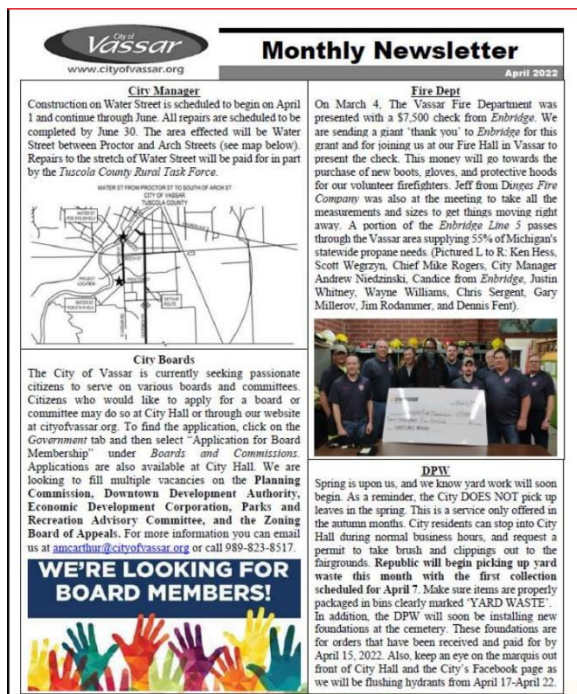 City of
Vassar
www.cityofvassar.org
Monthly Newsletter
April 2022
City Manager
Construction on Water Street is scheduled to begin on April
1 and continue through June. All repairs are scheduled to be
completed by June 30. The area effected will be Water
Street between Proctor and Arch Streets (see map below).
Repairs to the stretch of Water Street will be paid for in part
by the Tuscola County Rural Task Force.
WATER ST FROM PROCTOR ST TO SOUTH OF ARCH ST
CITY OF VASSAR
TUSCOLA COUNTY
WATER ST
PROJECT
LOCATION
WATER ST
DETOUR
ROUTE
City Boards
The City of Vassar is currently seeking passionate
citizens to serve on various boards and committees.
Citizens who would like to apply for a board or
committee may do so at City Hall or through our website
at cityofvassar.org. To find the application, click on the
Government tab and then select "Application for Board
Membership" under Boards and Commissions.
Applications are also available at City Hall. We are
looking to fill multiple vacancies on the Planning
Commission, Downtown Development Authority,
Economic Development Corporation, Parks and
Recreation Advisory Committee, and the Zoning
Board of Appeals. For more information you can email
us at amcarthur@cityofvassar.org or call 989-823-8517.
WE'RE LOOKING FOR
BOARD MEMBERS!
Fire Dept
On March 4, The Vassar Fire Department was
presented with a $7,500 check from Enbridge. We
are sending a giant 'thank you' to Enbridge for this
grant and for joining us at our Fire Hall in Vassar to
present the check. This money will go towards the
purchase of new boots, gloves, and protective hoods
for our volunteer firefighters. Jeff from Dinges Fire
Company was also at the meeting to take all the
measurements and sizes to get things moving right
away. A portion of the Enbridge Line 5 passes
through the Vassar area supplying 55% of Michigan's
statewide propane needs. (Pictured L to R: Ken Hess,
Scott Wegrzyn, Chief Mike Rogers, City Manager
Andrew Niedzinski, Candice from Enbridge, Justin
Whitney, Wayne Williams, Chris Sergent, Gary
Millerov, Jim Rodammer, and Dennis Fent).
ENBRIDGE
DPW
Spring is upon us, and we know yard work will soon
begin. As a reminder, the City DOES NOT pick up
leaves in the spring. This is a service only offered in
the autumn months. City residents can stop into City
Hall during normal business hours, and request a
permit to take brush and clippings out to the
fairgrounds. Republic will begin picking up yard
waste this month with the first collection
scheduled for April 7. Make sure items are properly
packaged in bins clearly marked 'YARD WASTE'.
In addition, the DPW will soon be installing new
foundations at the cemetery. These foundations are
for orders that have been received and paid for by
April 15, 2022. Also, keep an eye on the marquis out
front of City Hall and the City's Facebook page as
we will be flushing hydrants from April 17-April 22.